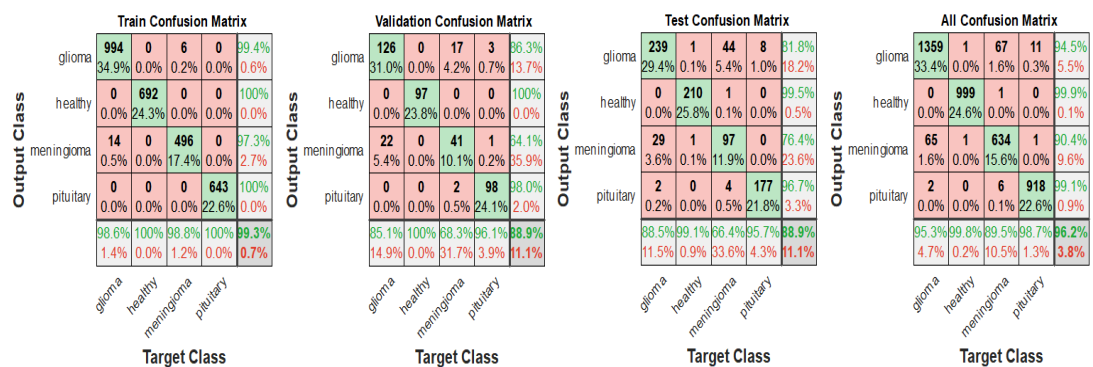 Train Confusion Matrix
glioma 994 0 6 0 99.4%
34.9% 0.0% 0.2% 0.0% 0.6%
healthy 0 692 0 0 100%
0.0% 24.3% 0.0% 0.0% 0.0%
meningioma 14 0 496 0 97.3%
0.5% 0.0% 17.4% 0.0% 2.7%
pituitary 0 0 0 643 100%
0.0% 0.0% 0.0% 22.6% 0.0%
98.6% 100% 98.8% 100% 99.3%
1.4% 0.0% 1.2% 0.0% 0.7%
glioma healthy meningioma pituitary
Output Class
Target Class
Validation Confusion Matrix
glioma 126 0 17 3 86.3%
31.0% 0.0% 4.2% 0.7% 13.7%
healthy 0 97 0 0 100%
0.0% 23.8% 0.0% 0.0% 0.0%
meningioma 22 0 41 1 64.1%
5.4% 0.0% 10.1% 0.2% 35.9%
pituitary 0 0 2 98 98.0%
0.0% 0.0% 0.5% 24.1% 2.0%
85.1% 100% 68.3% 96.1% 88.9%
14.9% 0.0% 31.7% 3.9% 11.1%
glioma healthy meningioma pituitary
Output Class
Target Class
Test Confusion Matrix
glioma 239 1 44 8 81.8%
29.4% 0.1% 5.4% 1.0% 18.2%
healthy 0 210 1 0 99.5%
0.0% 25.8% 0.1% 0.0% 0.5%
meningioma 29 1 97 0 76.4%
3.6% 0.1% 11.9% 0.0% 23.6%
pituitary 2 0 4 177 96.7%
0.2% 0.0% 0.5% 21.8% 3.3%
88.5% 99.1% 66.4% 95.7% 88.9%
11.5% 0.9% 33.6% 4.3% 11.1%
glioma healthy meningioma pituitary
Output Class
Target Class
All Confusion Matrix
glioma 1359 1 67 11 94.5%
33.4% 0.0% 1.6% 0.3% 5.5%
healthy 0 999 1 0 99.9%
0.0% 24.6% 0.0% 0.0% 0.1%
meningioma 65 1 634 1 90.4%
1.6% 0.0% 15.6% 0.0% 9.6%
pituitary 2 0 6 918 99.1%
0.0% 0.0% 0.1% 22.6% 0.9%
95.3% 99.8% 89.5% 98.7% 96.2%
4.7% 0.2% 10.5% 1.3% 3.8%
glioma healthy meningioma pituitary
Output Class
Target Class